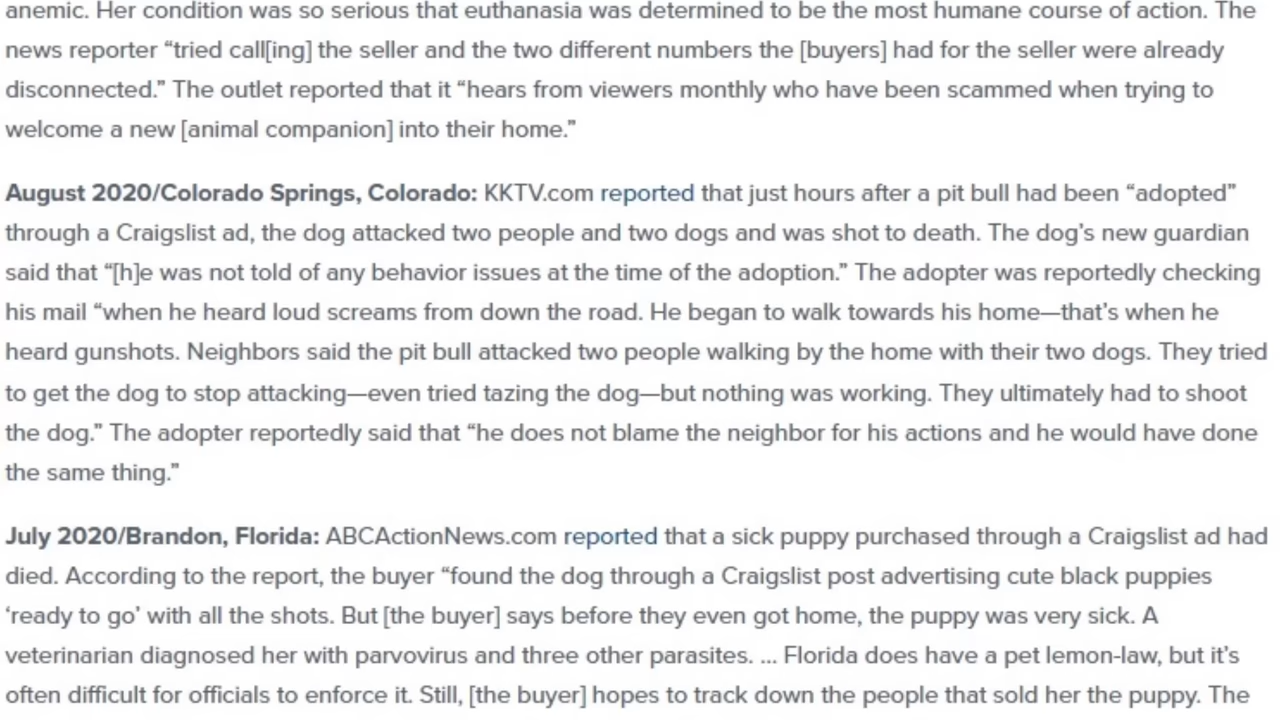 anemic. Her condition was so serious that euthanasia was determined to be the most humane course of action. The
news reporter “tried call[ing] the seller and the two different numbers the [buyers] had for the seller were already
disconnected.” The outlet reported that it “hears from viewers monthly who have been scammed when trying to
welcome a new [animal companion] into their home.”
August 2020/Colorado Springs, Colorado: KKTV.com reported that just hours after a pit bull had been “adopted”
through a Craigslist ad, the dog attacked two people and two dogs and was shot to death. The dog’s new guardian
said that “[h]e was not told of any behavior issues at the time of the adoption.” The adopter was reportedly checking
his mail “when he heard loud screams from down the road. He began to walk towards his home—that’s when he
heard gunshots. Neighbors said the pit bull attacked two people walking by the home with their two dogs. They tried
to get the dog to stop attacking—even tried tazing the dog—but nothing was working. They ultimately had to shoot
the dog.” The adopter reportedly said that “he does not blame the neighbor for his actions and he would have done
the same thing.”
July 2020/Brandon, Florida: ABCActionNews.com reported that a sick puppy purchased through a Craigslist ad had
died. According to the report, the buyer “found the dog through a Craigslist post advertising cute black puppies
‘ready to go’ with all the shots. But [the buyer] says before they even got home, the puppy was very sick. A
veterinarian diagnosed her with parvovirus and three other parasites. … Florida does have a pet lemon-law, but it’s
often difficult for officials to enforce it. Still, [the buyer] hopes to track down the people that sold her the puppy. The